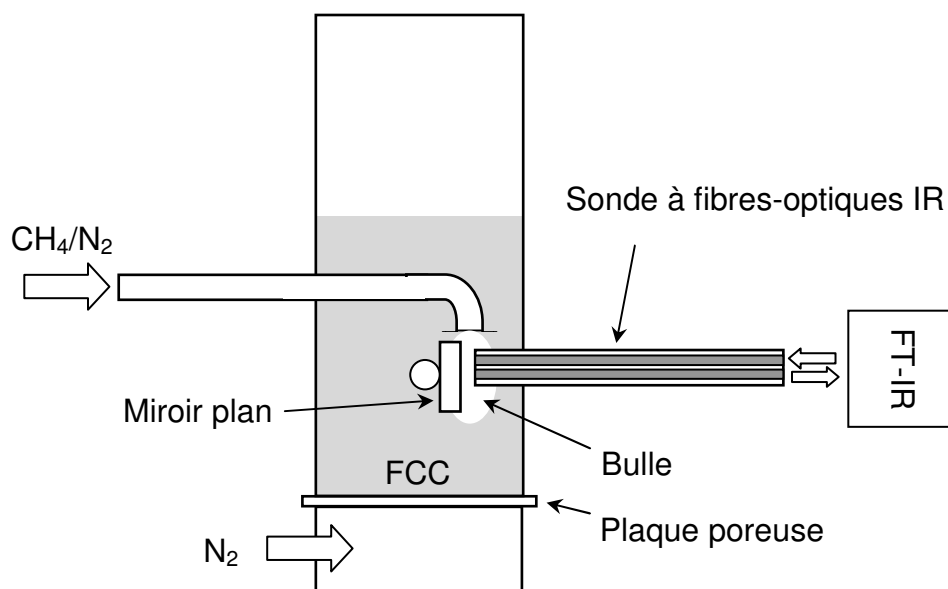 Sonde à fibres-optiques IR
CH₄/N₂
FT-IR
Miroir plan
Bulle
FCC
Plaque poreuse
N₂